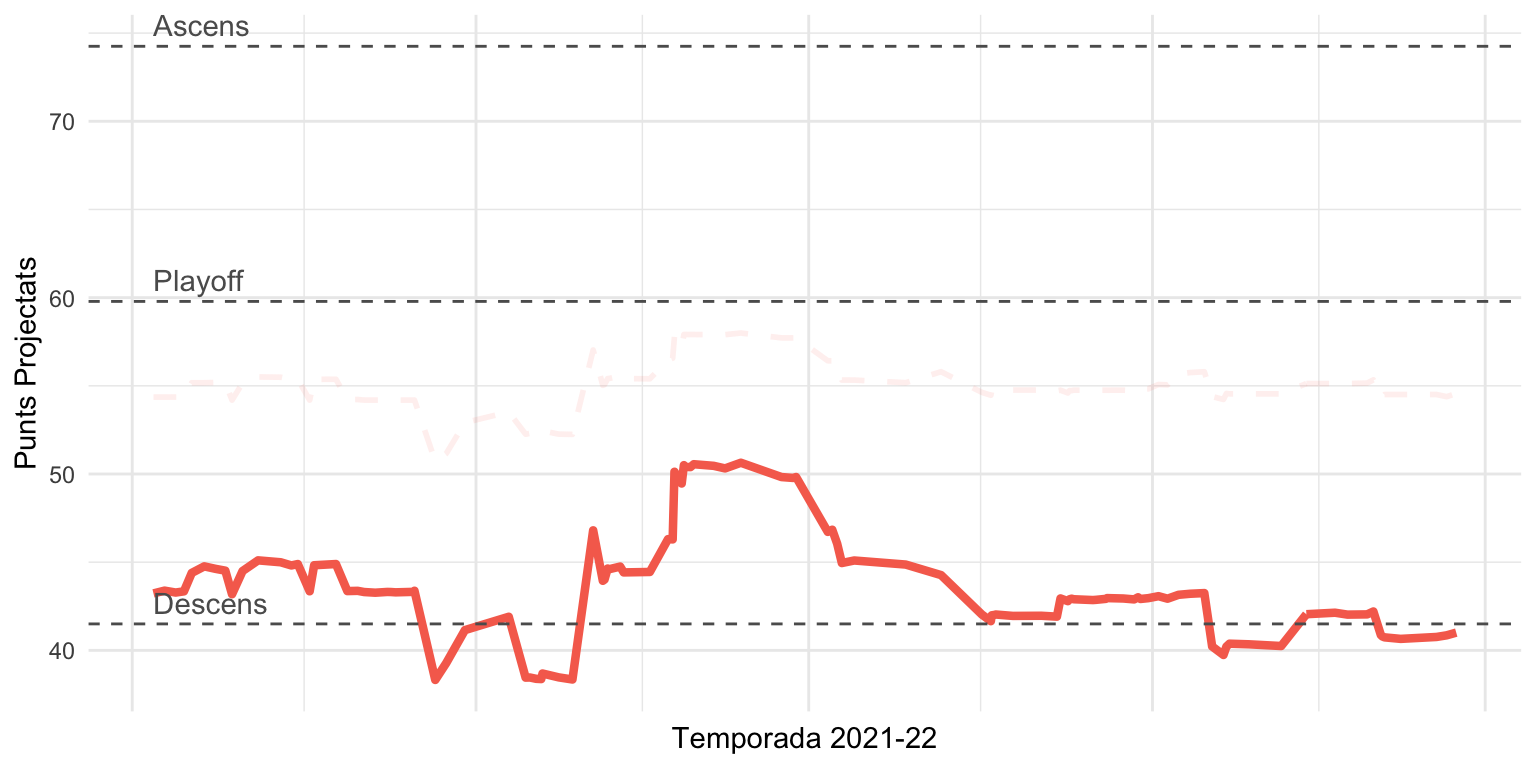 Ascens
70
Playoff
60
50
Descens
40
Punts Projectats
Temporada 2021-22